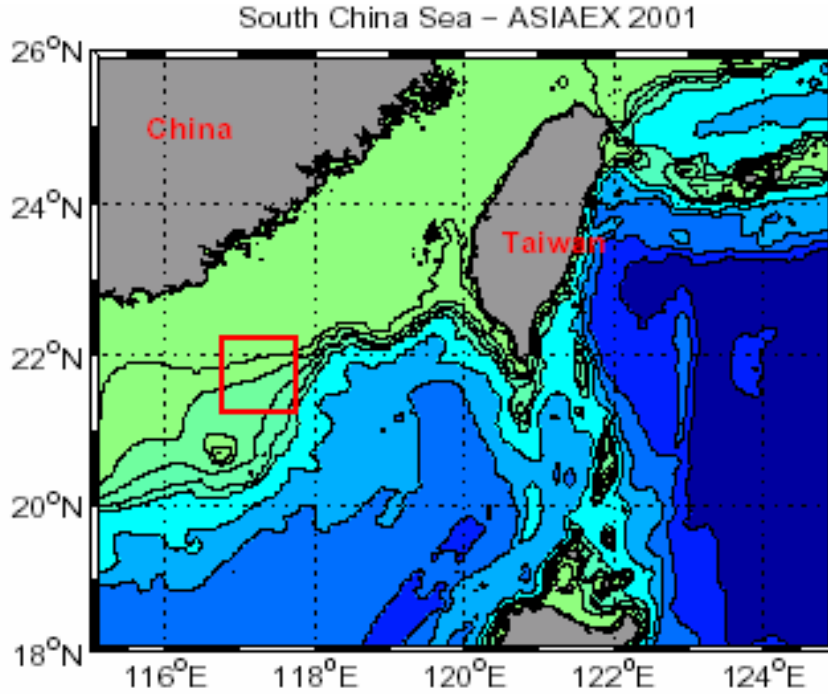 South China Sea – ASIAEX 2001
26°N
China
24°N
Taiwan
22°N
20°N
18°N
116°E 118°E 120°E 122°E 124°E